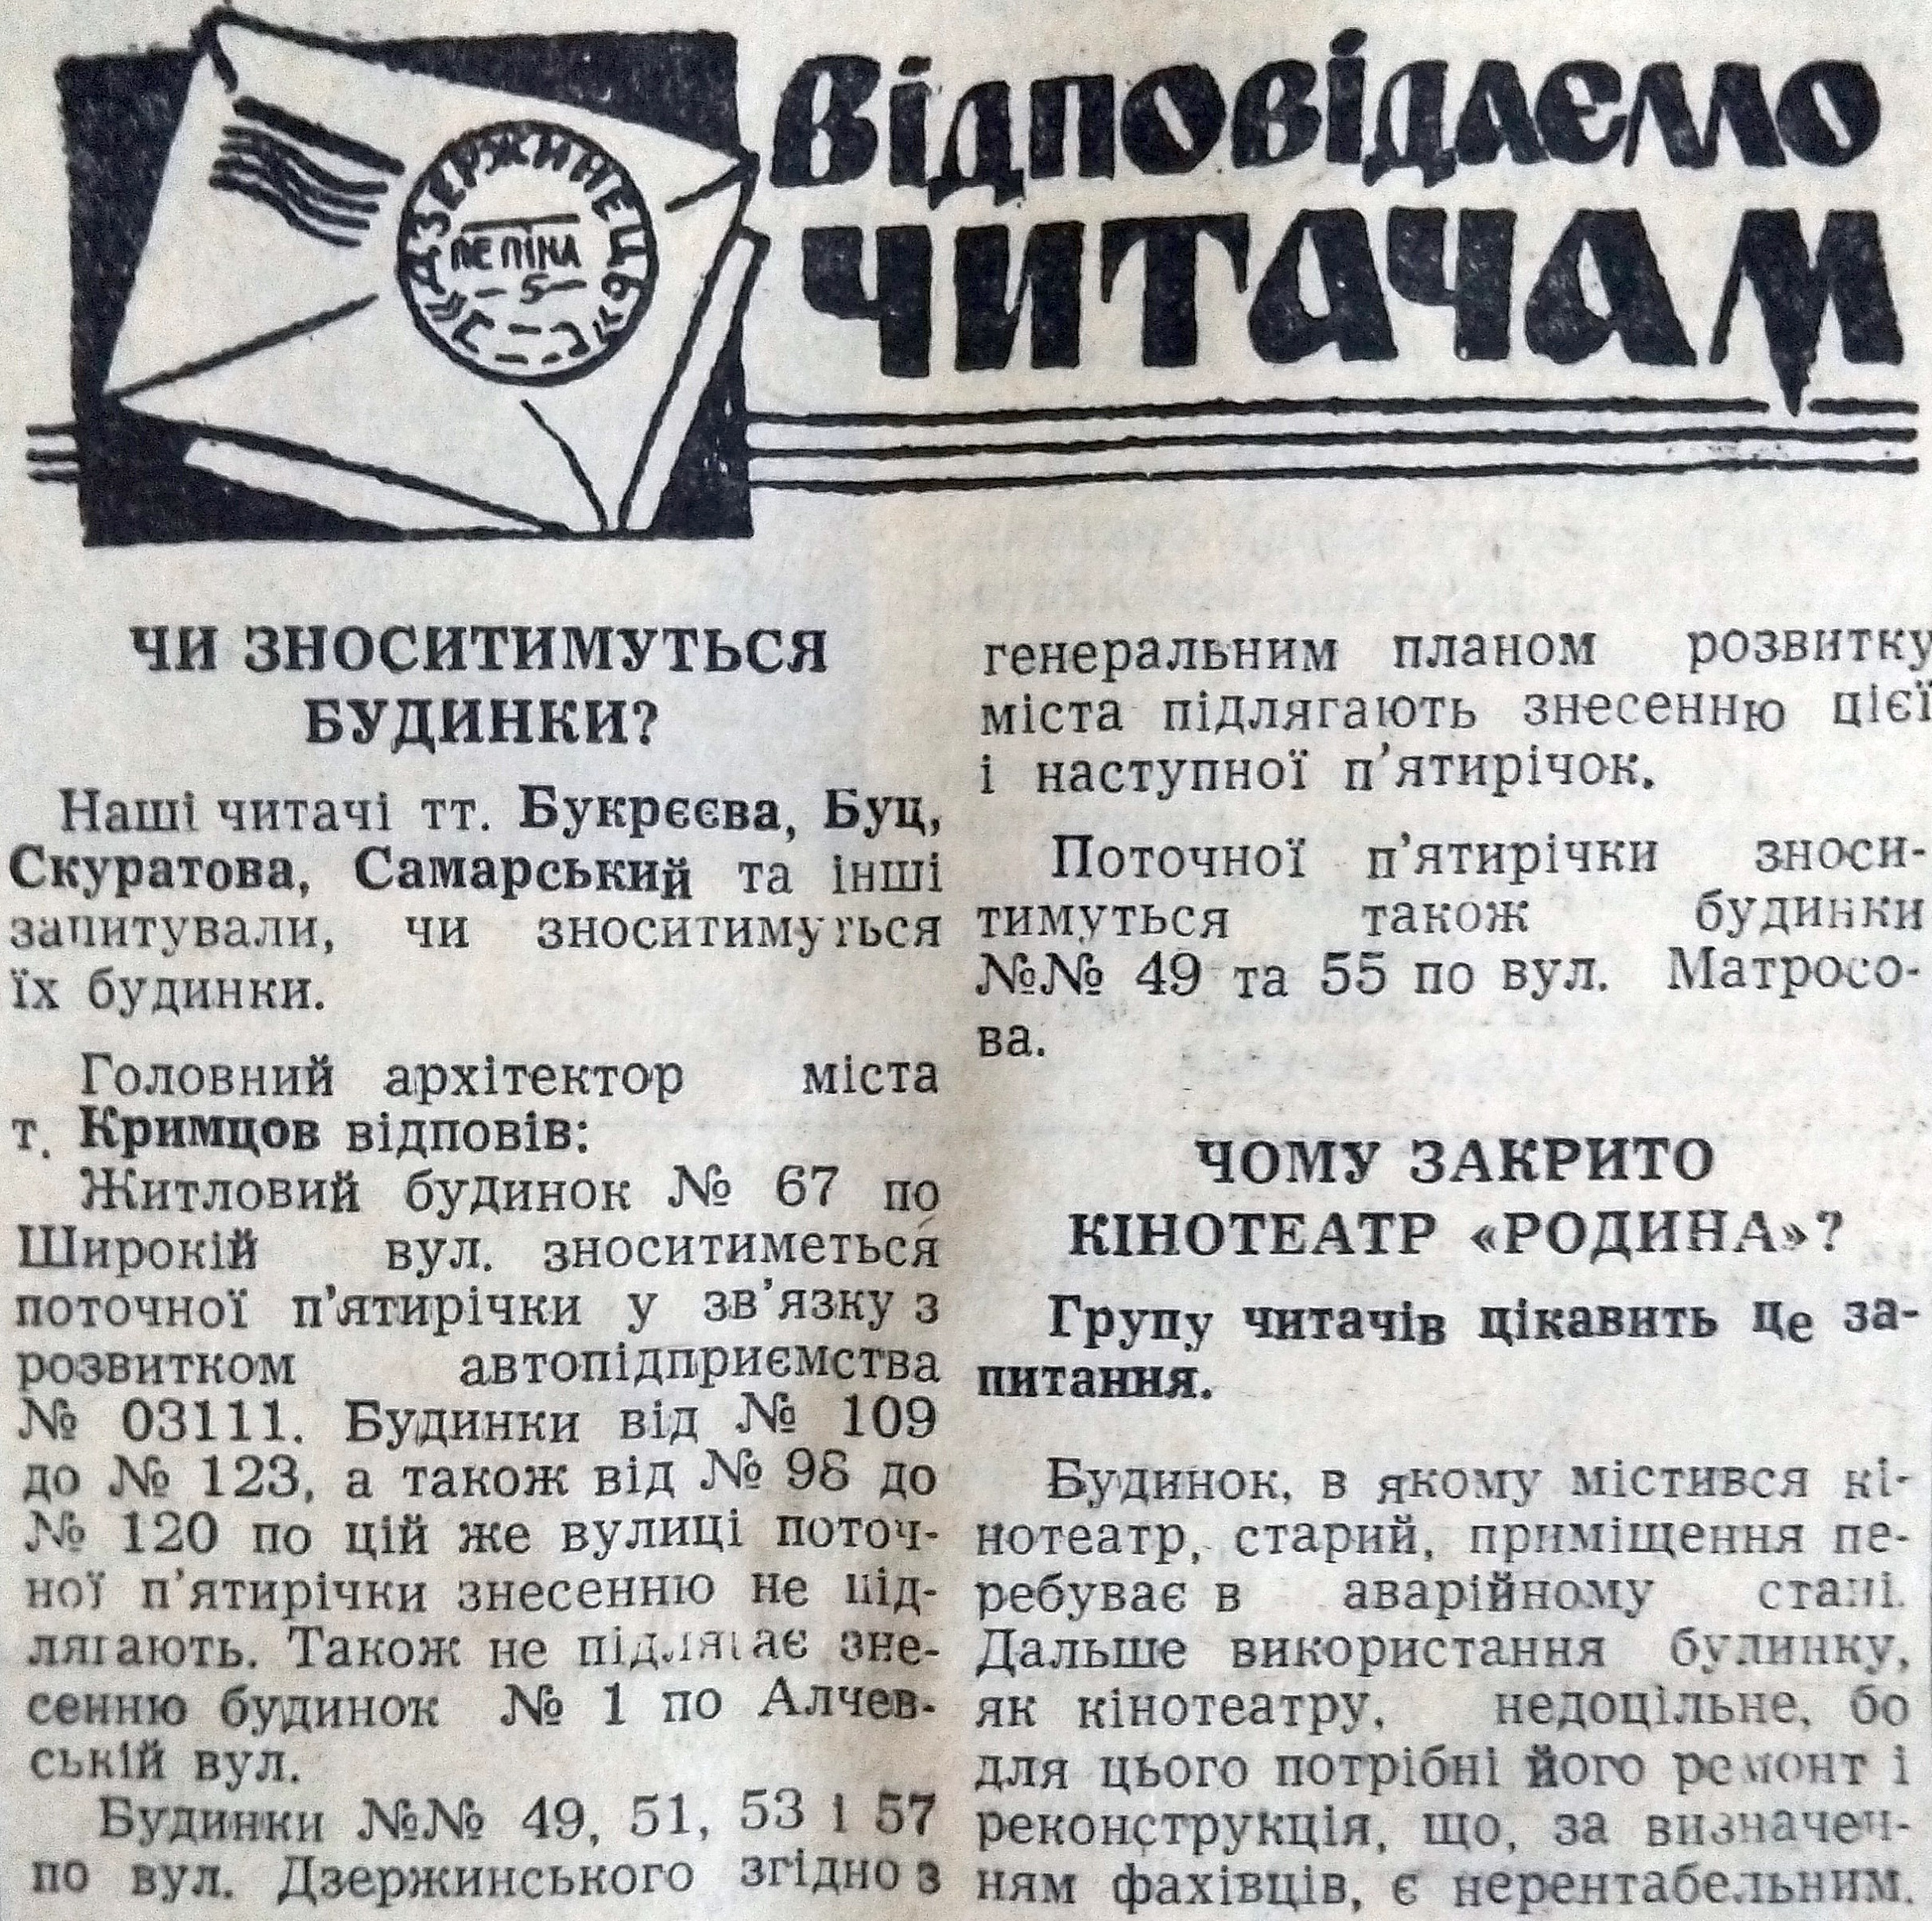 «ДЗЕРЖИНЕЦЬ»
ЛЕНІНА
-5-
Відповідаємо
ЧИТАЧАМ
ЧИ ЗНОСИТИМУТЬСЯ
БУДИНКИ?
Наші читачі тт. Букрєєва, Буц,
Скуратова, Самарський та інші
запитували, чи зноситимуться
їх будинки.
Головний архітектор міста
т. Кримцов відповів:
Житловий будинок № 67 по
Широкій вул. зноситиметься
поточної п'ятирічки у зв'язку з
розвитком автопідприємства
№ 03111. Будинки від № 109
до № 123, а також від № 98 до
№ 120 по цій же вулиці поточ-
ної п'ятирічки знесенню не під-
лягають. Також не підлягає зне-
сенню будинок № 1 по Алчев-
ській вул.
Будинки №№ 49, 51, 53 і 57
по вул. Дзержинського згідно з
генеральним планом розвитку
міста підлягають знесенню цієї
і наступної п'ятирічок.
Поточної п'ятирічки зноси-
тимуться також будинки
№№ 49 та 55 по вул. Матросо-
ва.
ЧОМУ ЗАКРИТО
КІНОТЕАТР «РОДИНА»?
Групу читачів цікавить це за-
питання.
Будинок, в якому містився кі-
нотеатр, старий, приміщення пе-
ребуває в аварійному стані.
Дальше використання будинку,
як кінотеатру, недоцільне, бо
для цього потрібні його ремонт і
реконструкція, що, за визначен-
ням фахівців, є нерентабельним.